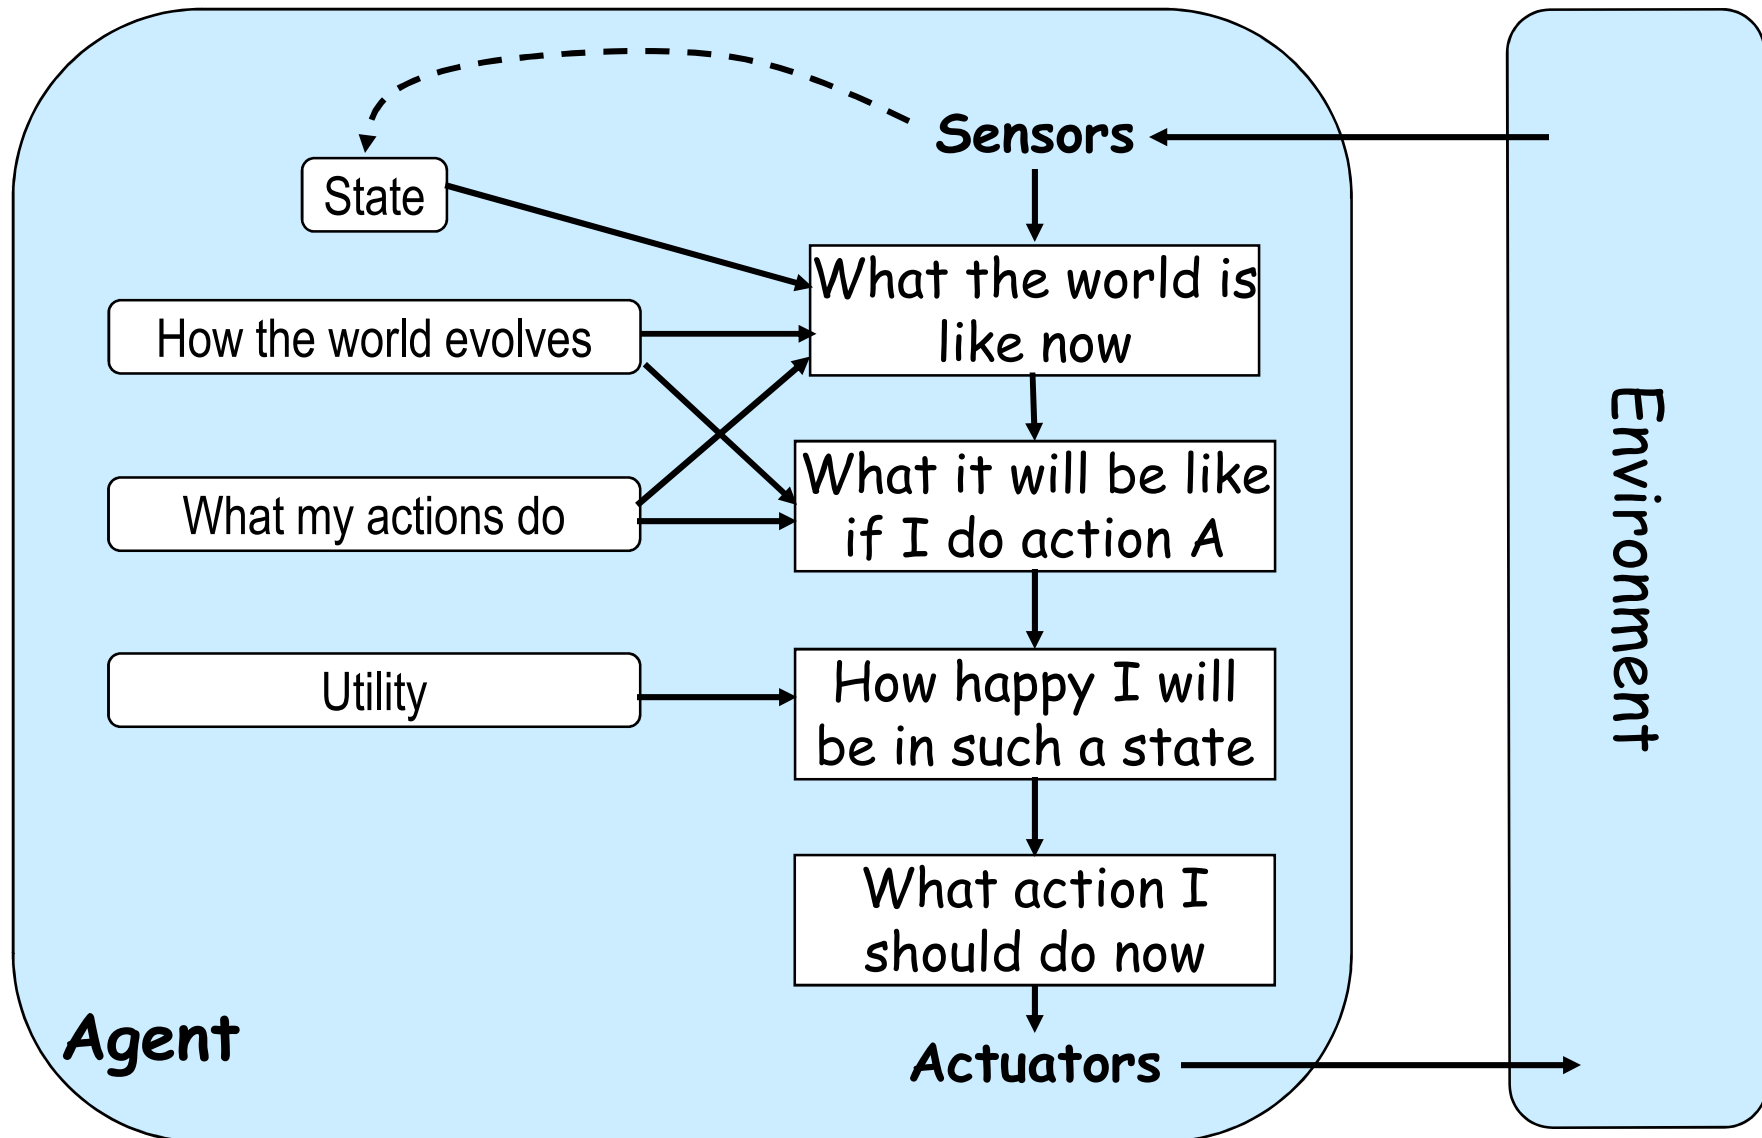 Sensors
State
What the world is
like now
How the world evolves
What it will be like
if I do action A
What my actions do
How happy I will
be in such a state
Utility
What action I
should do now
Agent
Actuators
Environment